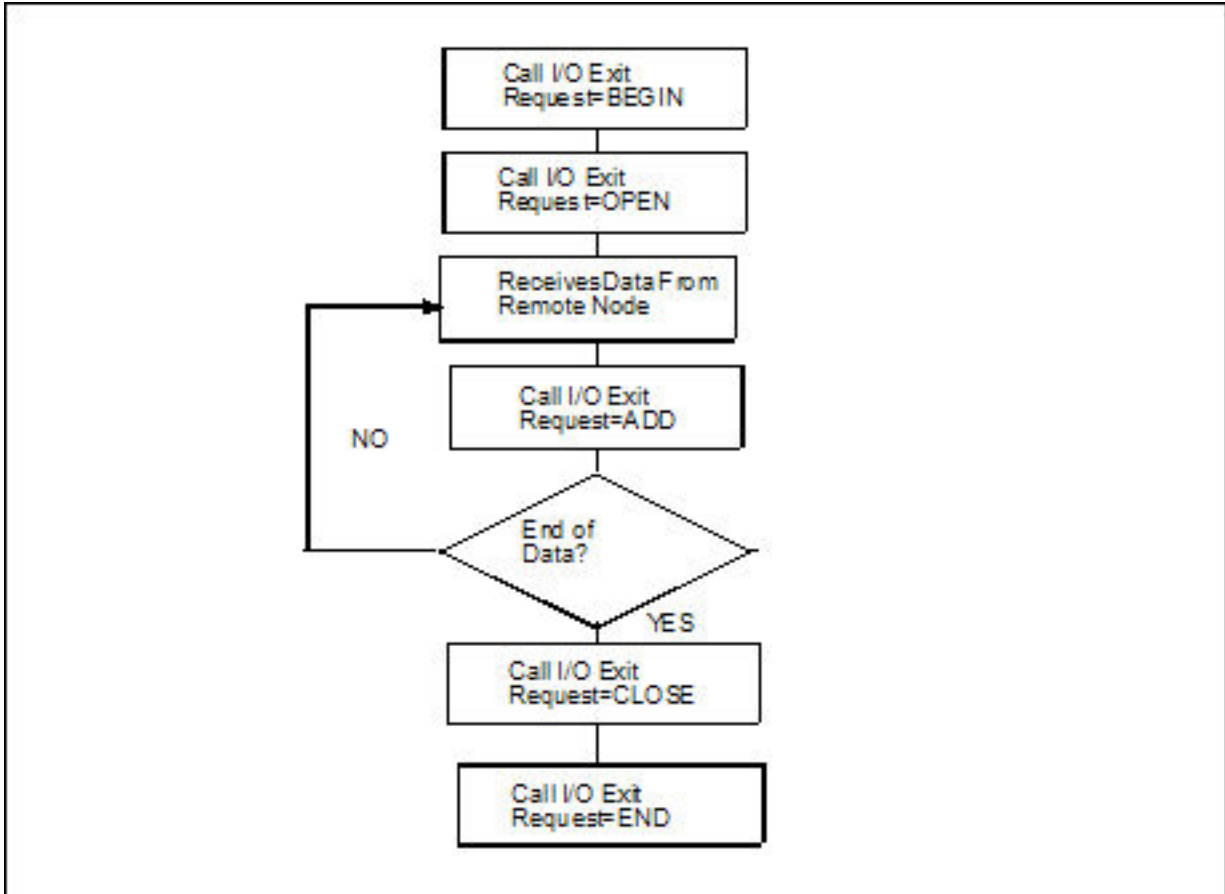 Call I/O Exit
Request=BEGIN
Call I/O Exit
Request=OPEN
Receives Data From
Remote Node
Call I/O Exit
Request=ADD
NO
End of
Data?
YES
Call I/O Exit
Request=CLOSE
Call I/O Exit
Request=END